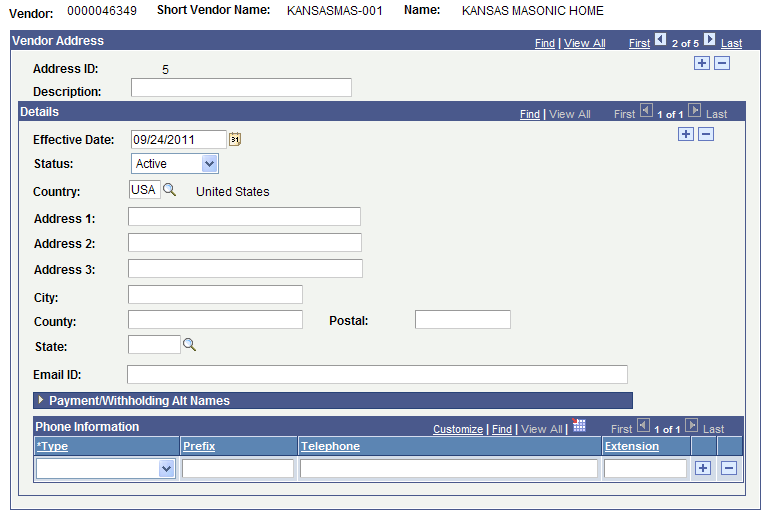 Vendor: 0000046349 Short Vendor Name: KANSASMAS-001 Name: KANSAS MASONIC HOME
Vendor Address Find | View All First 2 of 5 Last
Address ID: 5
Description:
Details Find | View All First 1 of 1 Last
Effective Date: 09/24/2011 31
Status: Active
Country: USA United States
Address 1:
Address 2:
Address 3:
City:
County: Postal:
State:
Email ID:
Payment/Withholding Alt Names
Phone Information Customize | Find | View All | First 1 of 1 Last
*Type Prefix Telephone Extension